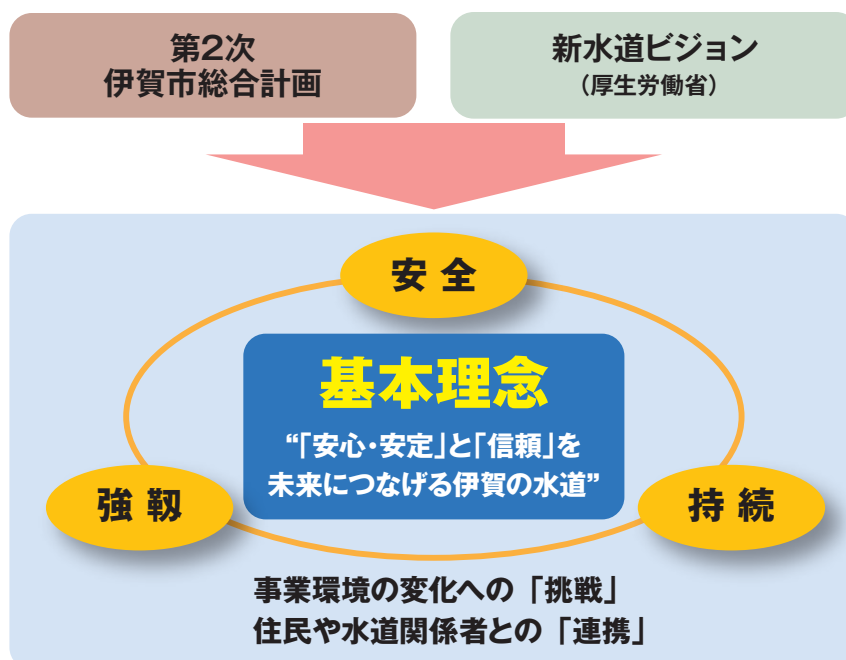 第2次
伊賀市総合計画
新水道ビジョン
（厚生労働省）
安 全
基本理念
“「安心・安定」と「信頼」を
未来につなげる伊賀の水道”
強 靱
持 続
事業環境の変化への「挑戦」
住民や水道関係者との「連携」